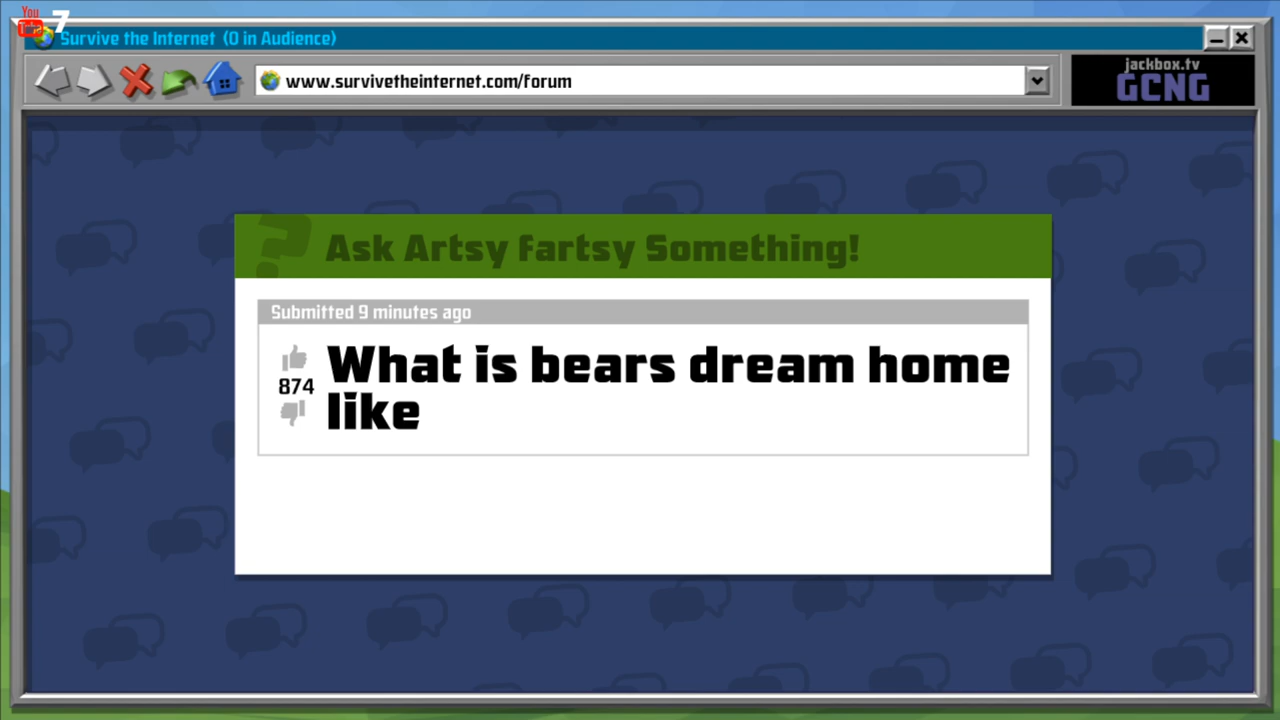 You
Tube 7
Survive the Internet (0 in Audience)
www.survivetheinternet.com/forum
jackbox.tv
GCNG
Ask Artsy Fartsy Something!
Submitted 9 minutes ago
874
What is bears dream home
like